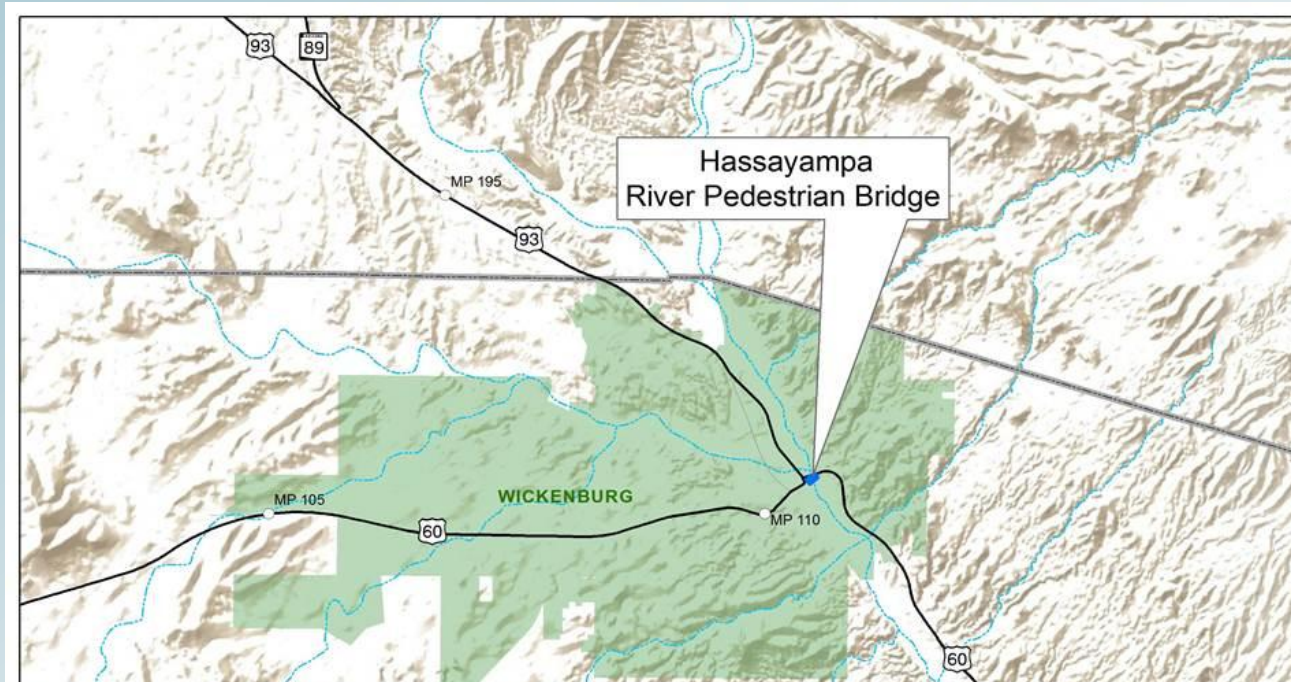 93
89
MP 195
Hassayampa
River Pedestrian Bridge
93
MP 105
WICKENBURG
MP 110
60
60